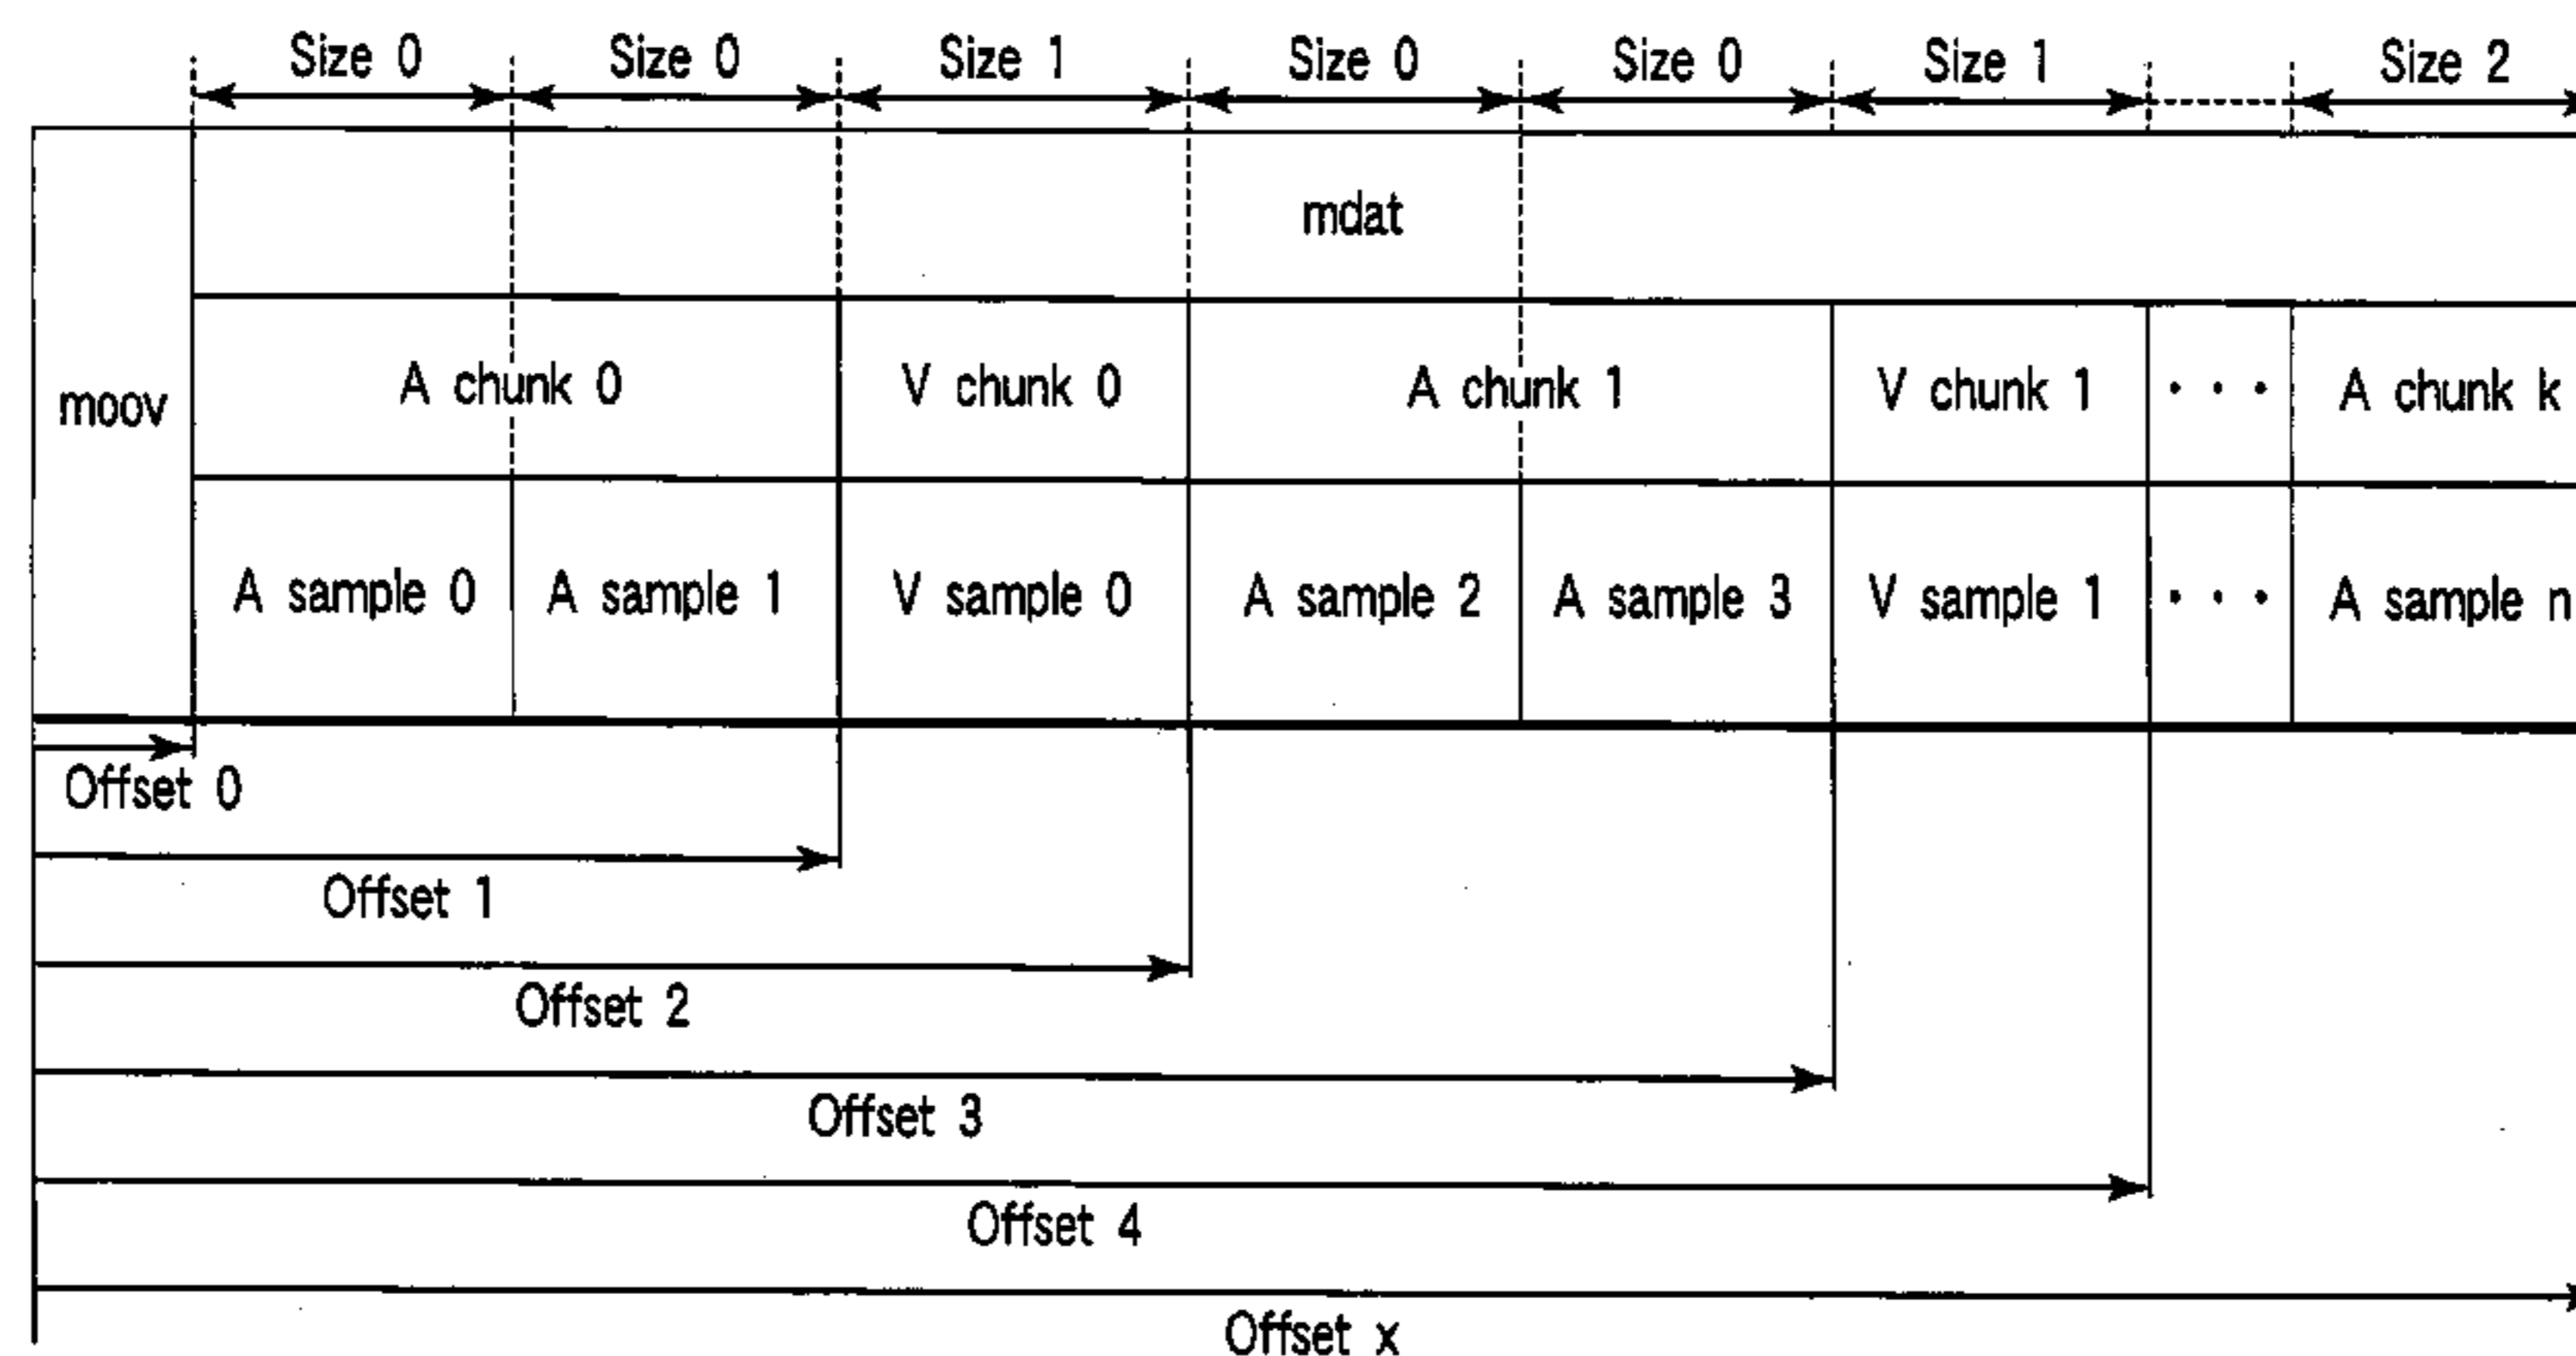 Size 0 Size 0 Size 1 Size 0 Size 0 Size 1 Size 2
mdat
moov A chunk 0 V chunk 0 A chunk 1 V chunk 1 · · · A chunk k
A sample 0 A sample 1 V sample 0 A sample 2 A sample 3 V sample 1 · · · A sample n
Offset 0
Offset 1
Offset 2
Offset 3
Offset 4
Offset x